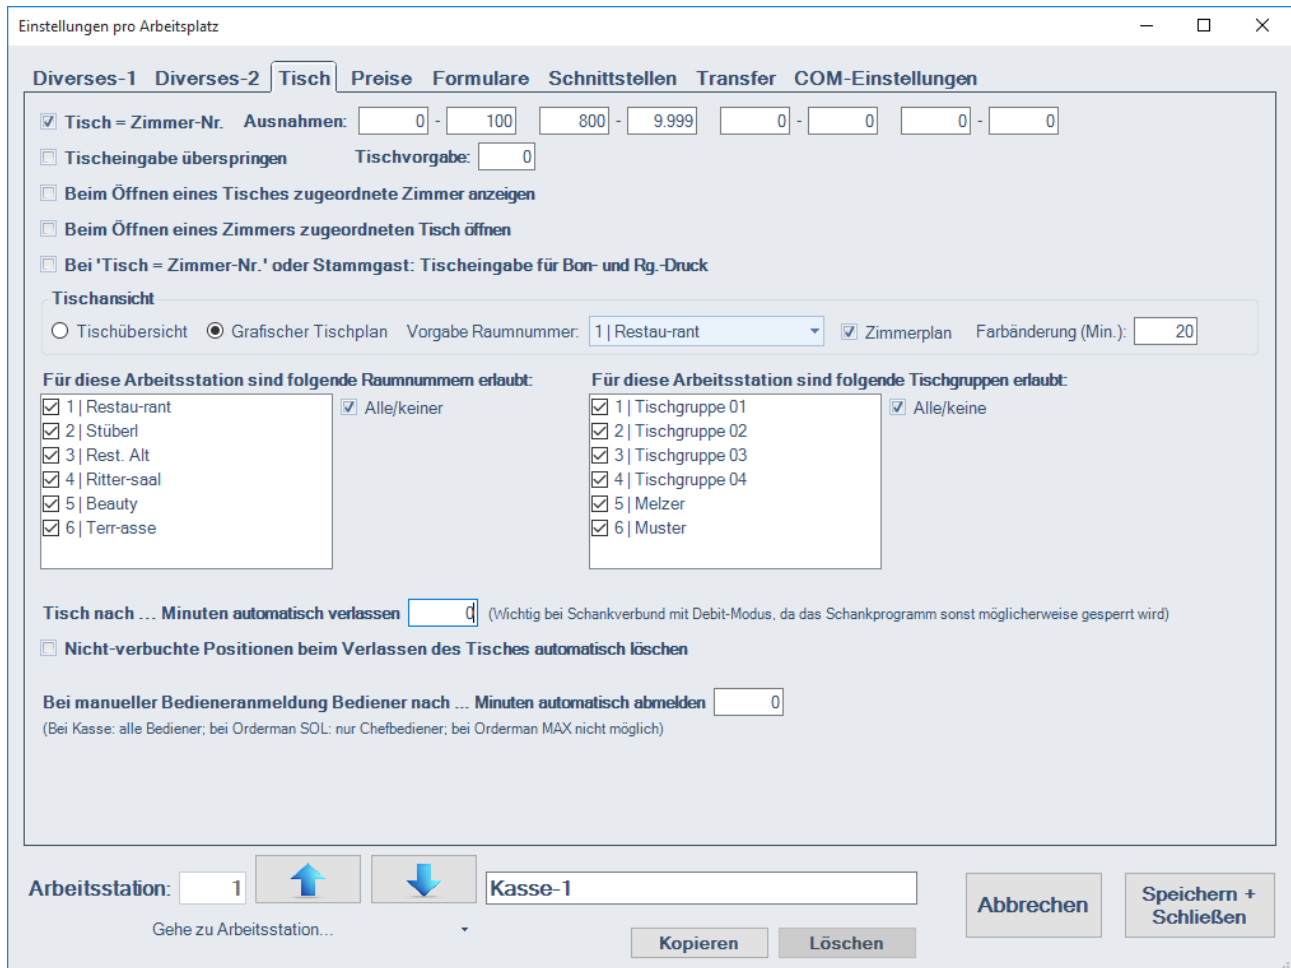 Einstellungen pro Arbeitsplatz
Diverses-1 Diverses-2 Tisch Preise Formulare Schnittstellen Transfer COM-Einstellungen
Tisch = Zimmer-Nr. Ausnahmen: 0 - 100 800 - 9.999 0 - 0 0 - 0
Tischeingabe überspringen Tischvorgabe: 0
Beim Öffnen eines Tisches zugeordnete Zimmer anzeigen
Beim Öffnen eines Zimmers zugeordneten Tisch öffnen
Bei 'Tisch = Zimmer-Nr.' oder Stammgast: Tischeingabe für Bon- und Rg.-Druck
Tischansicht
Tischübersicht Grafischer Tischplan Vorgabe Raumnummer: 1 | Restau-rant Zimmerplan Farbänderung (Min.): 20
Für diese Arbeitsstation sind folgende Raumnummern erlaubt: Für diese Arbeitsstation sind folgende Tischgruppen erlaubt:
1 | Restau-rant Alle/keiner 1 | Tischgruppe 01 Alle/keine
2 | Stüberl 2 | Tischgruppe 02
3 | Rest. Alt 3 | Tischgruppe 03
4 | Ritter-saal 4 | Tischgruppe 04
5 | Beauty 5 | Melzer
6 | Terr-asse 6 | Muster
Tisch nach ... Minuten automatisch verlassen 0 (Wichtig bei Schankverbund mit Debit-Modus, da das Schankprogramm sonst möglicherweise gesperrt wird)
Nicht-verbuchte Positionen beim Verlassen des Tisches automatisch löschen
Bei manueller Bedieneranmeldung Bediener nach ... Minuten automatisch abmelden 0
(Bei Kasse: alle Bediener; bei Orderman SOL: nur Chefbediener; bei Orderman MAX nicht möglich)
Arbeitsstation: 1 Kasse-1 Abbrechen Speichern + Schließen
Gehe zu Arbeitsstation...
Kopieren Löschen